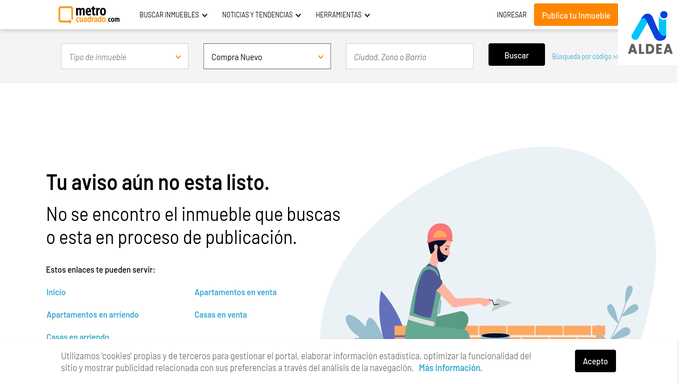 metro
cuadrado.com
BUSCAR INMUEBLES
NOTICIAS Y TENDENCIAS
HERRAMIENTAS
INGRESAR
Publica tu Inmueble
ALDEA
Tipo de inmueble
Compra Nuevo
Ciudad, Zona o Barrio
Buscar
Búsqueda por código >>
Tu aviso aún no esta listo.
No se encontro el inmueble que buscas
o esta en proceso de publicación.
Estos enlaces te pueden servir:
Inicio
Apartamentos en venta
Apartamentos en arriendo
Casas en venta
Casas en arriendo
Utilizamos 'cookies' propias y de terceros para gestionar el portal, elaborar información estadística, optimizar la funcionalidad del
sitio y mostrar publicidad relacionada con sus preferencias a través del análisis de la navegación. Más información.
Acepto